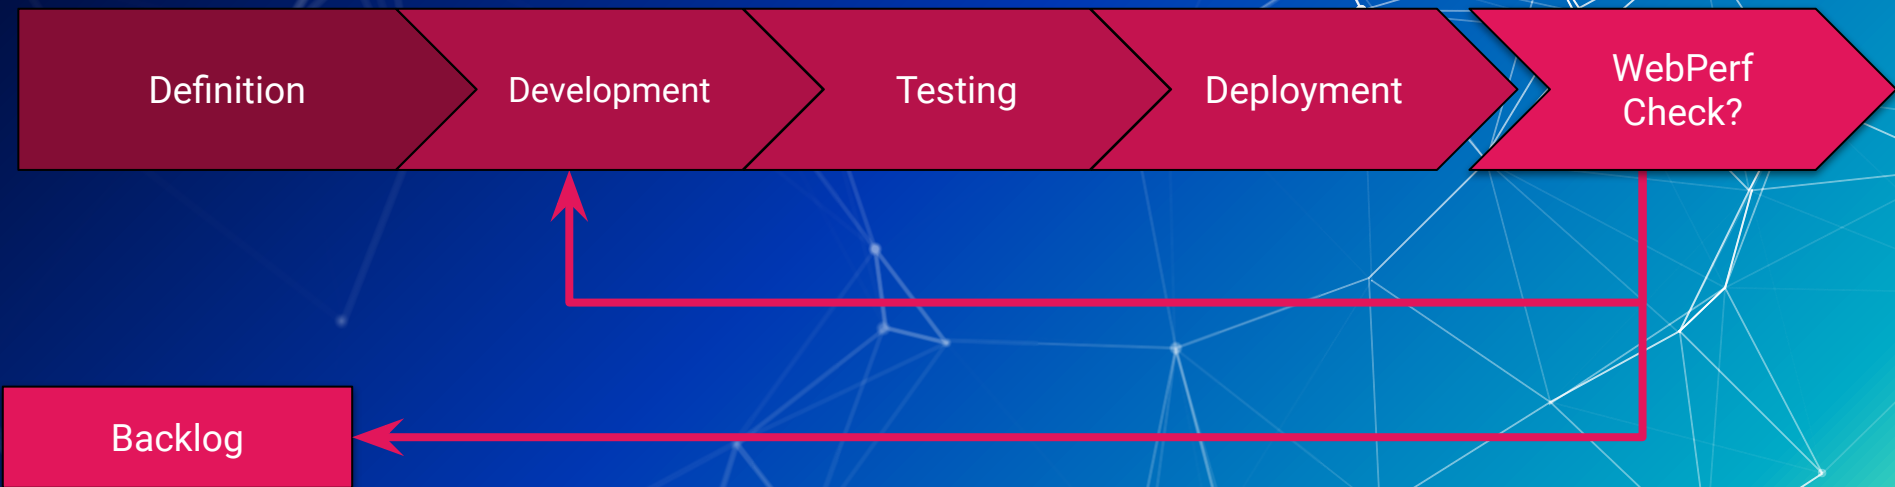 Definition
Development
Testing
Deployment
WebPerf
Check?
Backlog